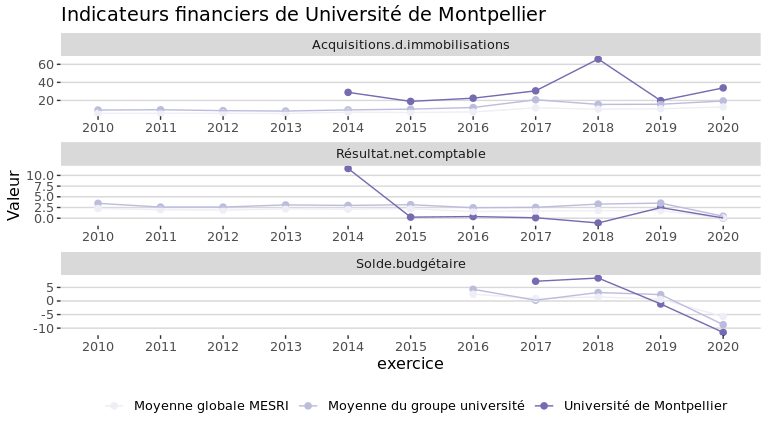 Indicateurs financiers de Université de Montpellier
Acquisitions.d.immobilisations
60
40
20
2010 2011 2012 2013 2014 2015 2016 2017 2018 2019 2020
Résultat.net.comptable
10.0
7.5
5.0
2.5
0.0
2010 2011 2012 2013 2014 2015 2016 2017 2018 2019 2020
Valeur
Solde.budgétaire
5
0
-5
-10
2010 2011 2012 2013 2014 2015 2016 2017 2018 2019 2020
exercice
Moyenne globale MESRI Moyenne du groupe université Université de Montpellier